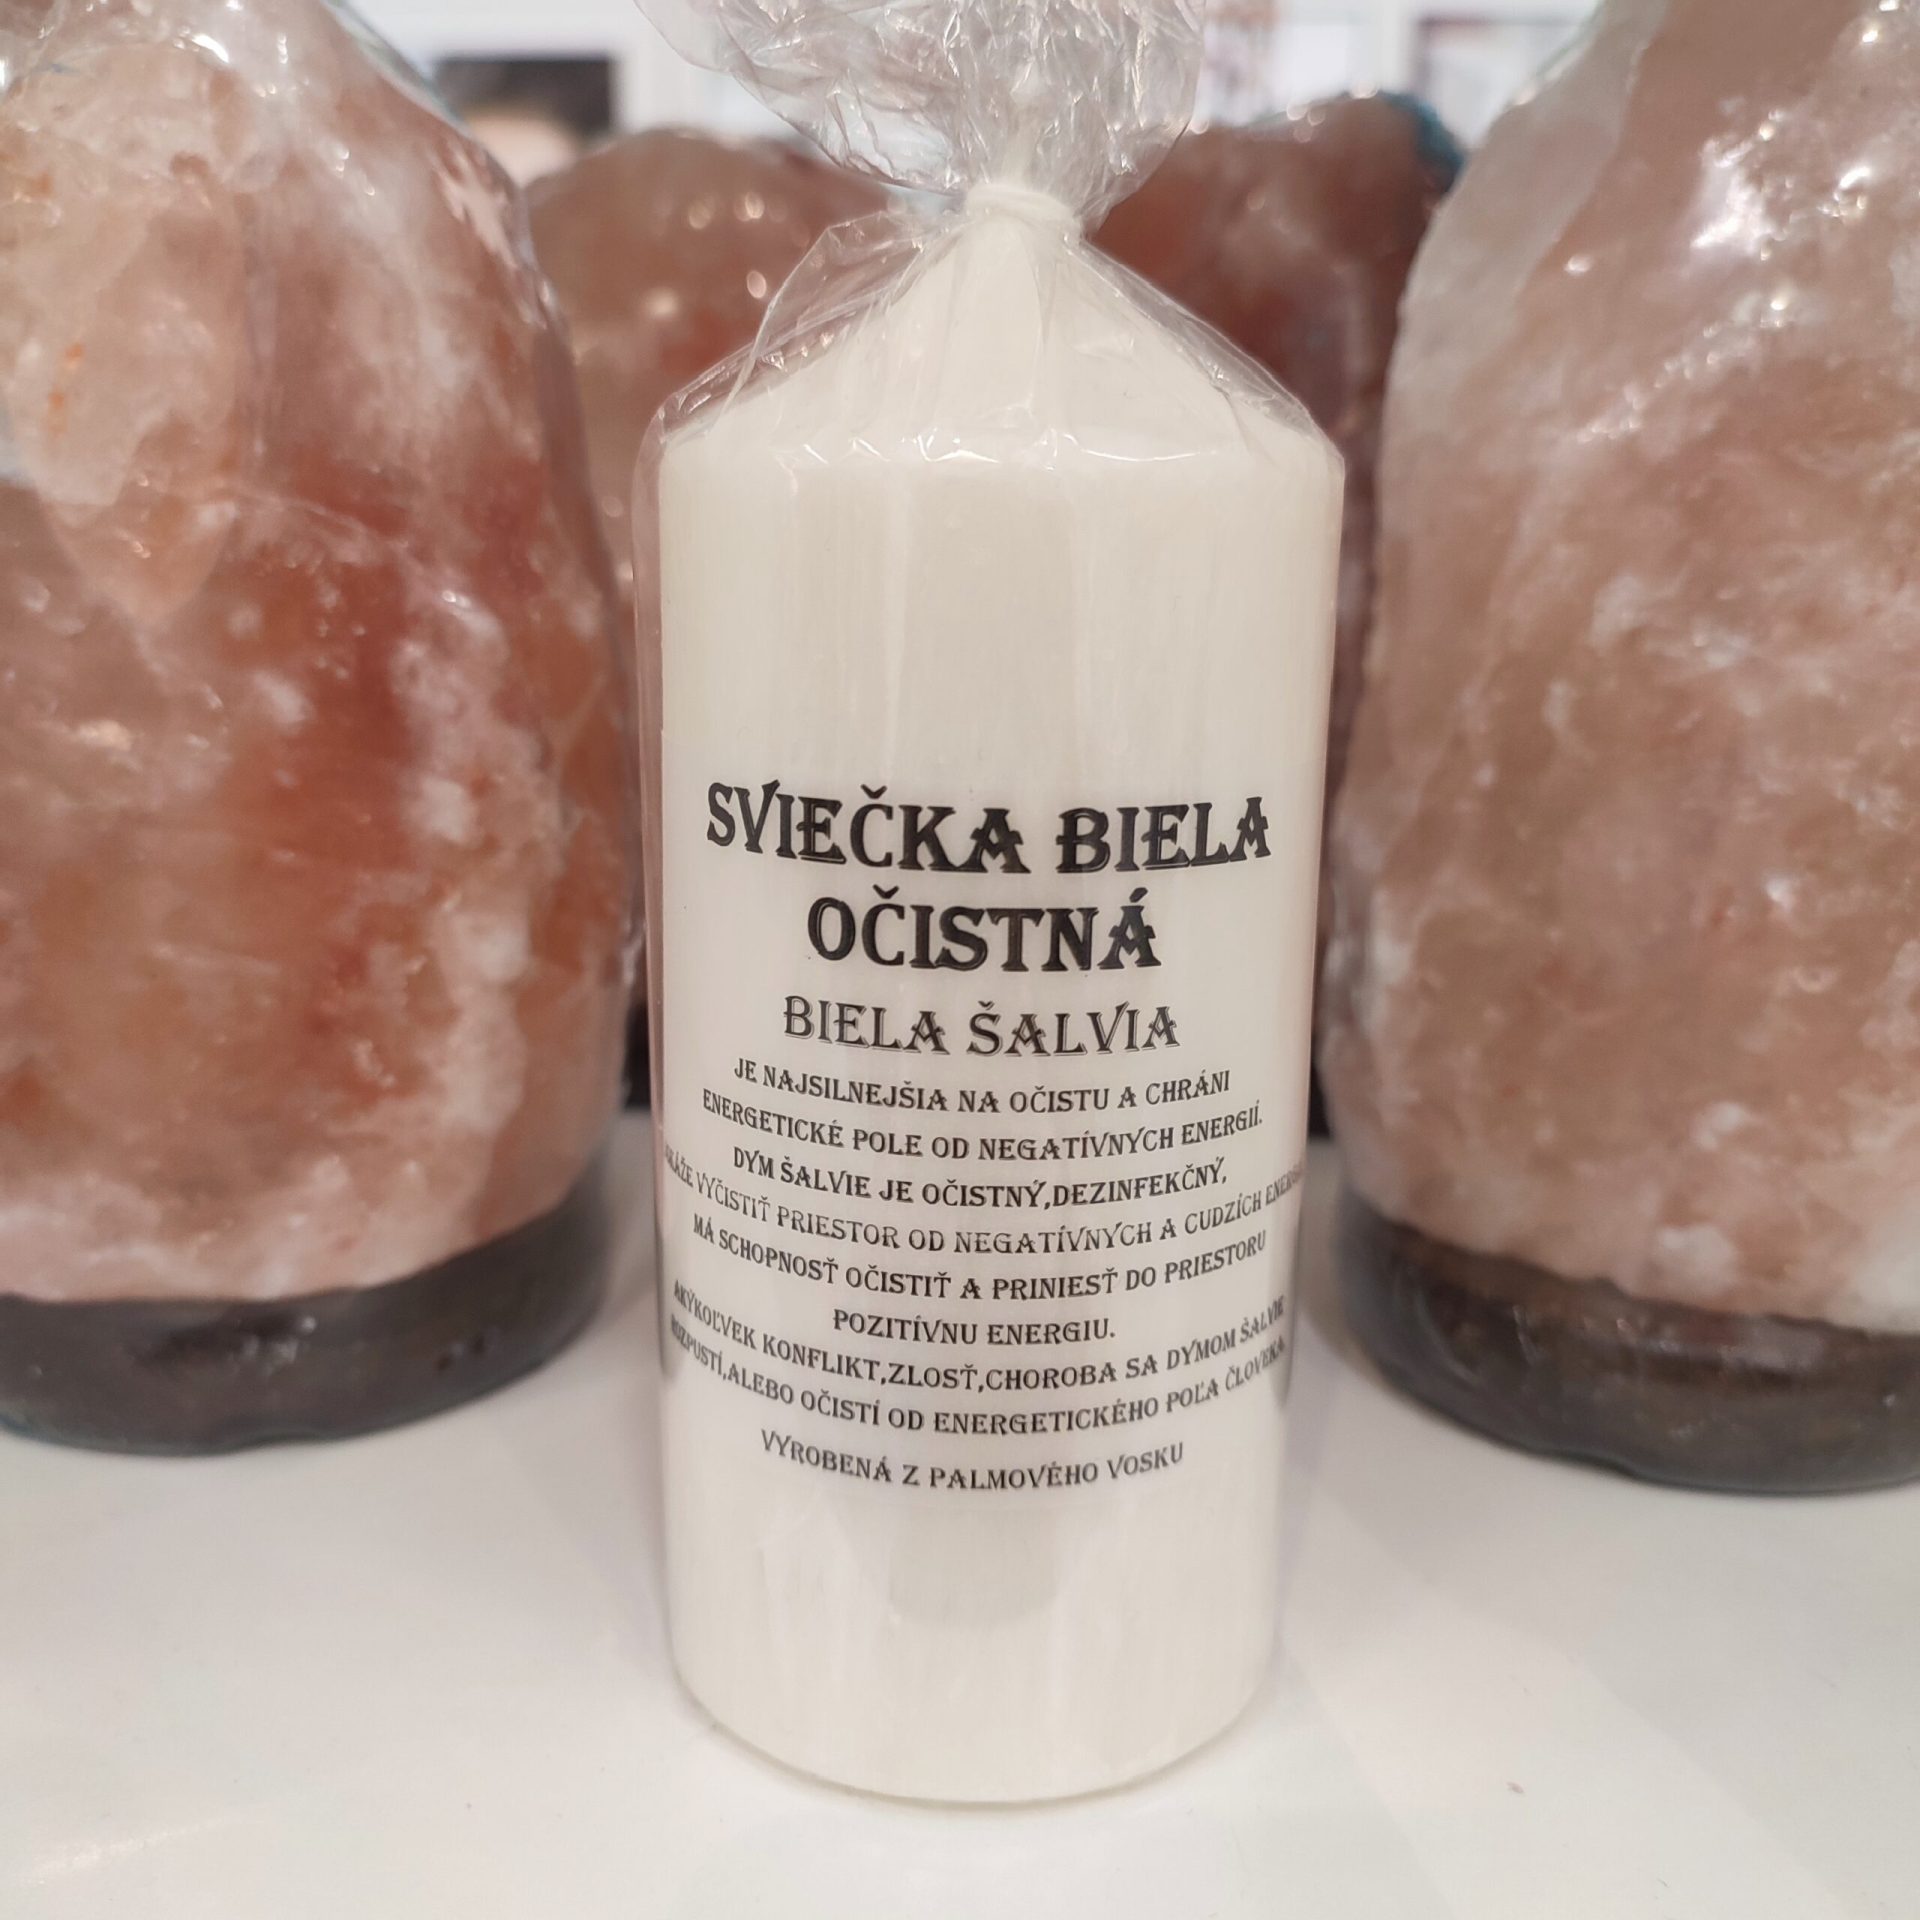 SVIEČKA BIELA
OČISTNÁ
BIELA ŠALVIA
JE NAJSILNEJŠIA NA OČISTU A CHRÁNI
ENERGETICKÉ POLE OD NEGATÍVNYCH ENERGIÍ.
DYM ŠALVIE JE OČISTNÝ,DEZINFEKČNÝ,
VYČISTIŤ PRIESTOR OD NEGATÍVNYCH A CUDZÍCH
MÁ SCHOPNOSŤ OČISTIŤ A PRINIESŤ DO PRIESTORU
POZITÍVNU ENERGIU.
AKÝKOĽVEK KONFLIKT,ZLOSŤ,CHOROBA SA DYMOM ŠALVIE
ROZPUSTÍ,ALEBO OČISTÍ OD ENERGETICKÉHO POĽA ČLOVEKA
VYROBENÁ Z PALMOVÉHO VOSKU